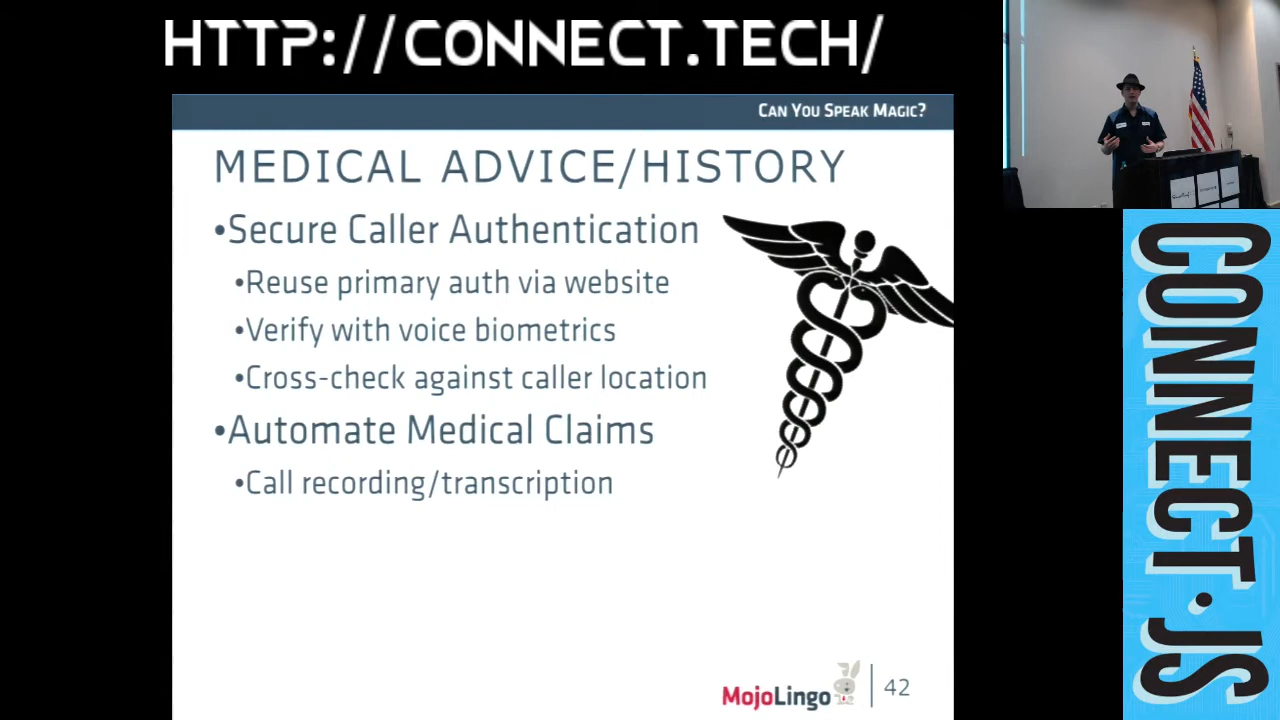 HTTP://CONNECT.TECH/
CAN YOU SPEAK MAGIC?
MEDICAL ADVICE/HISTORY
•Secure Caller Authentication
•Reuse primary auth via website
•Verify with voice biometrics
•Cross-check against caller location
•Automate Medical Claims
•Call recording/transcription
MojoLingo
42
CONNECT.JS